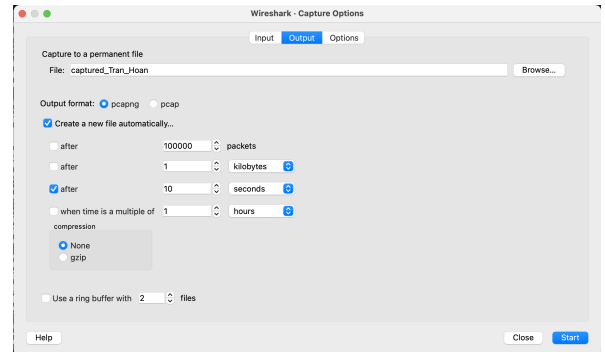 Wireshark · Capture Options
Input Output Options
Capture to a permanent file
File: captured_Tran_Hoan Browse...
Output format: pcapng pcap
Create a new file automatically...
after 100000 packets
after 1 kilobytes
after 10 seconds
when time is a multiple of 1 hours
compression
None
gzip
Use a ring buffer with 2 files
Help Close Start